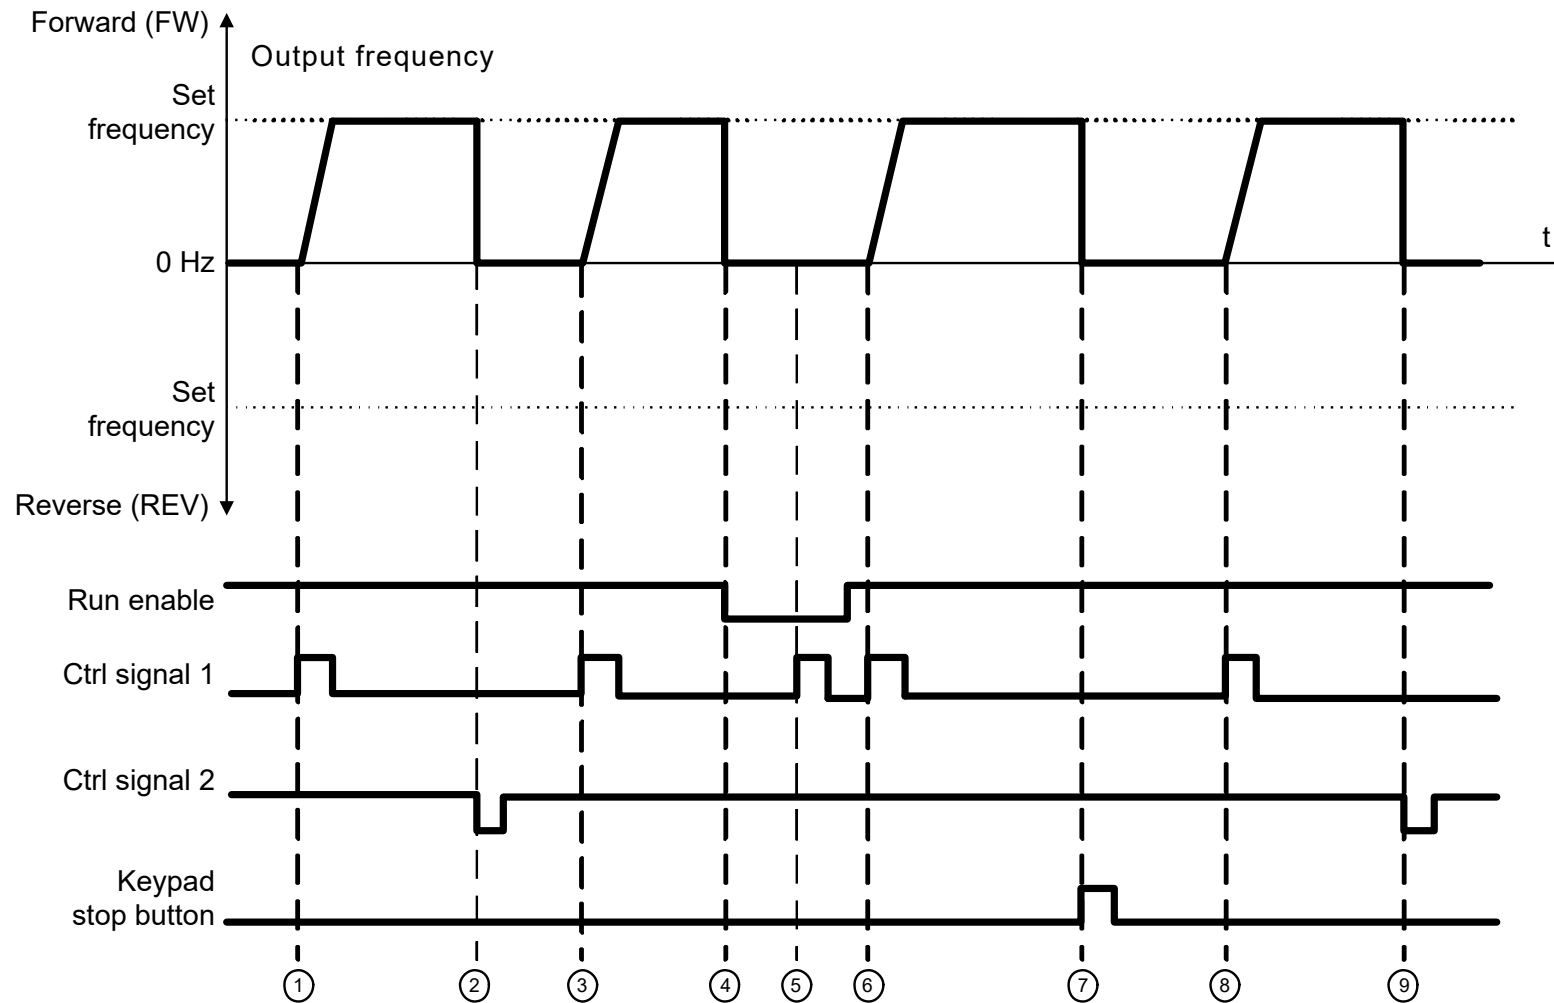 Forward (FW)
Output frequency
Set
frequency
t
0 Hz
Set
frequency
Reverse (REV)
Run enable
Ctrl signal 1
Ctrl signal 2
Keypad
stop button
1 2 3 4 5 6 7 8 9